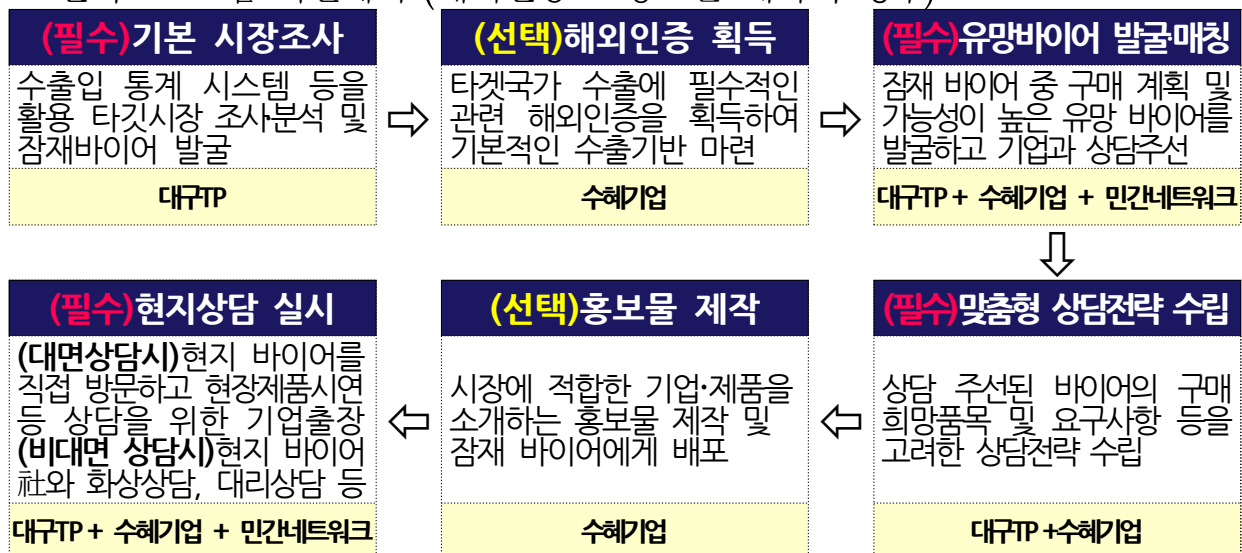 (필수)기본 시장조사
수출입 통계 시스템 등을
활용 타깃시장 조사·분석 및
잠재바이어 발굴
대구TP
(선택)해외인증 획득
타겟국가 수출에 필수적인
관련 해외인증을 획득하여
기본적인 수출기반 마련
수혜기업
(필수)유망바이어 발굴·매칭
잠재 바이어 중 구매 계획 및
가능성이 높은 유망 바이어를
발굴하고 기업과 상담주선
대구TP + 수혜기업 + 민간네트워크
(필수)맞춤형 상담전략 수립
상담 주선된 바이어의 구매
희망품목 및 요구사항 등을
고려한 상담전략 수립
대구TP+수혜기업
(선택)홍보물 제작
시장에 적합한 기업·제품을
소개하는 홍보물 제작 및
잠재 바이어에게 배포
수혜기업
(필수)현지상담 실시
(대면상담시)현지 바이어를
직접 방문하고 현장제품시연
등 상담을 위한 기업출장
(비대면 상담시)현지 바이어
社와 화상상담, 대리상담 등
대구TP + 수혜기업 + 민간네트워크